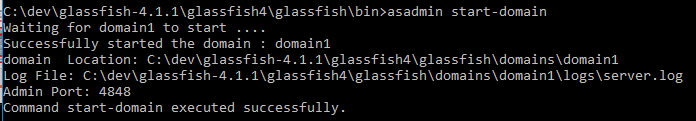 C:\dev\glassfish-4.1.1\glassfish4\glassfish\bin>asadmin start-domain
Waiting for domain1 to start ....
Successfully started the domain : domain1
domain  Location: C:\dev\glassfish-4.1.1\glassfish4\glassfish\domains\domain1
Log File: C:\dev\glassfish-4.1.1\glassfish4\glassfish\domains\domain1\logs\server.log
Admin Port: 4848
Command start-domain executed successfully.